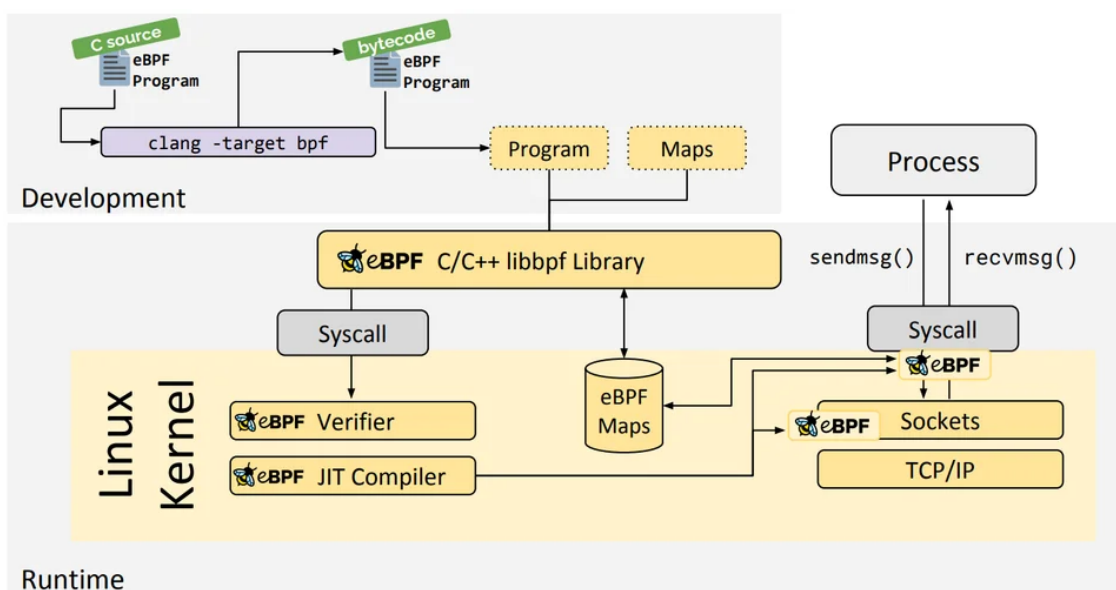 C source
eBPF
Program
bytecode
eBPF
Program
clang -target bpf
Program
Maps
Development
Process
eBPF C/C++ libbpf Library
sendmsg()
recvmsg()
Syscall
Syscall
eBPF
Linux
Kernel
eBPF Verifier
eBPF
Maps
eBPF Sockets
eBPF JIT Compiler
TCP/IP
Runtime